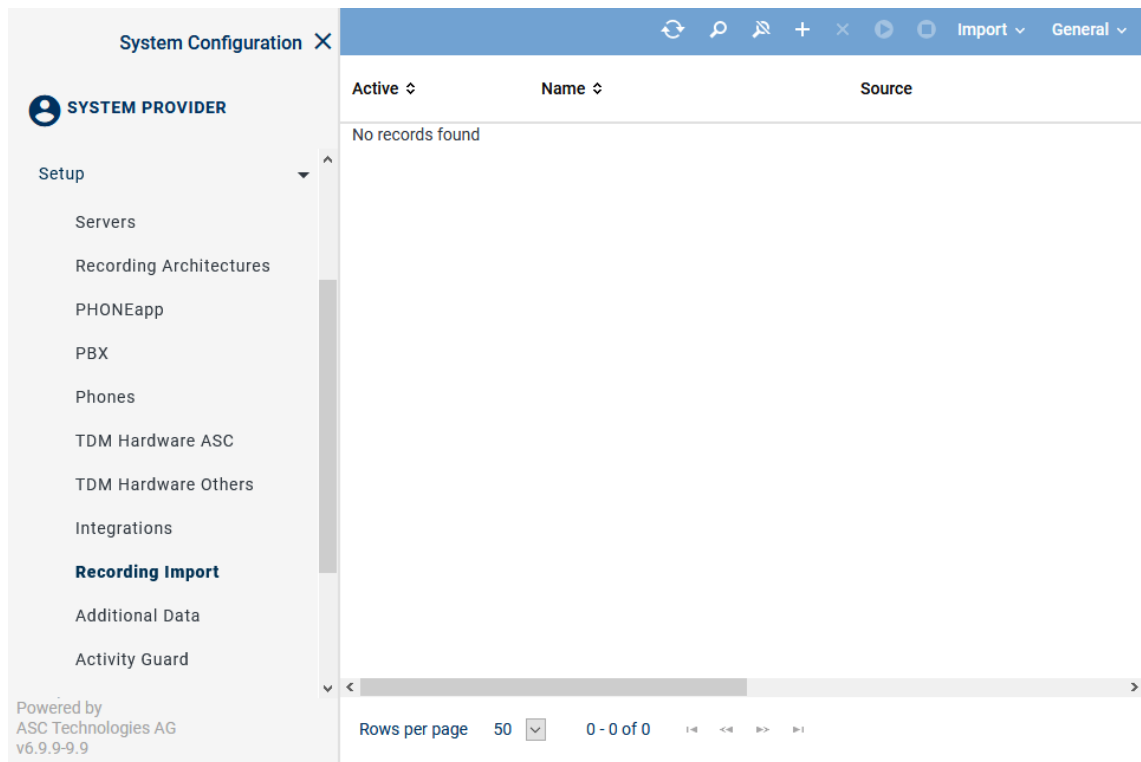 System Configuration
Import
General
SYSTEM PROVIDER
Active
Name
Source
No records found
Setup
Servers
Recording Architectures
PHONEapp
PBX
Phones
TDM Hardware ASC
TDM Hardware Others
Integrations
Recording Import
Additional Data
Activity Guard
Powered by
ASC Technologies AG
v6.9.9-9.9
Rows per page 50 0 - 0 of 0